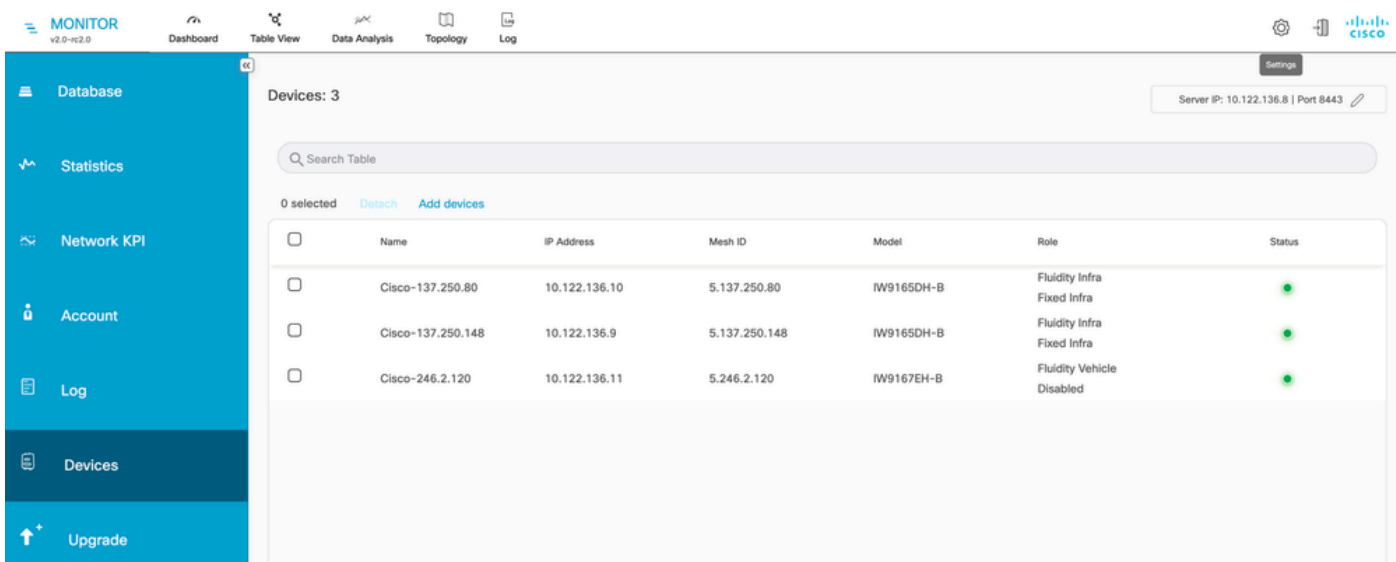 MONITOR
v2.0-rc2.0
Dashboard
Table View
Data Analysis
Topology
Log
Log
CISCO
Settings
Database
Statistics
Network KPI
Account
Log
Devices
Upgrade
Devices: 3
Server IP: 10.122.136.8 | Port 8443
Search Table
0 selected Detach Add devices
Name IP Address Mesh ID Model Role Status
Cisco-137.250.80 10.122.136.10 5.137.250.80 IW9165DH-B Fluidity Infra
Fixed Infra
Cisco-137.250.148 10.122.136.9 5.137.250.148 IW9165DH-B Fluidity Infra
Fixed Infra
Cisco-246.2.120 10.122.136.11 5.246.2.120 IW9167EH-B Fluidity Vehicle
Disabled